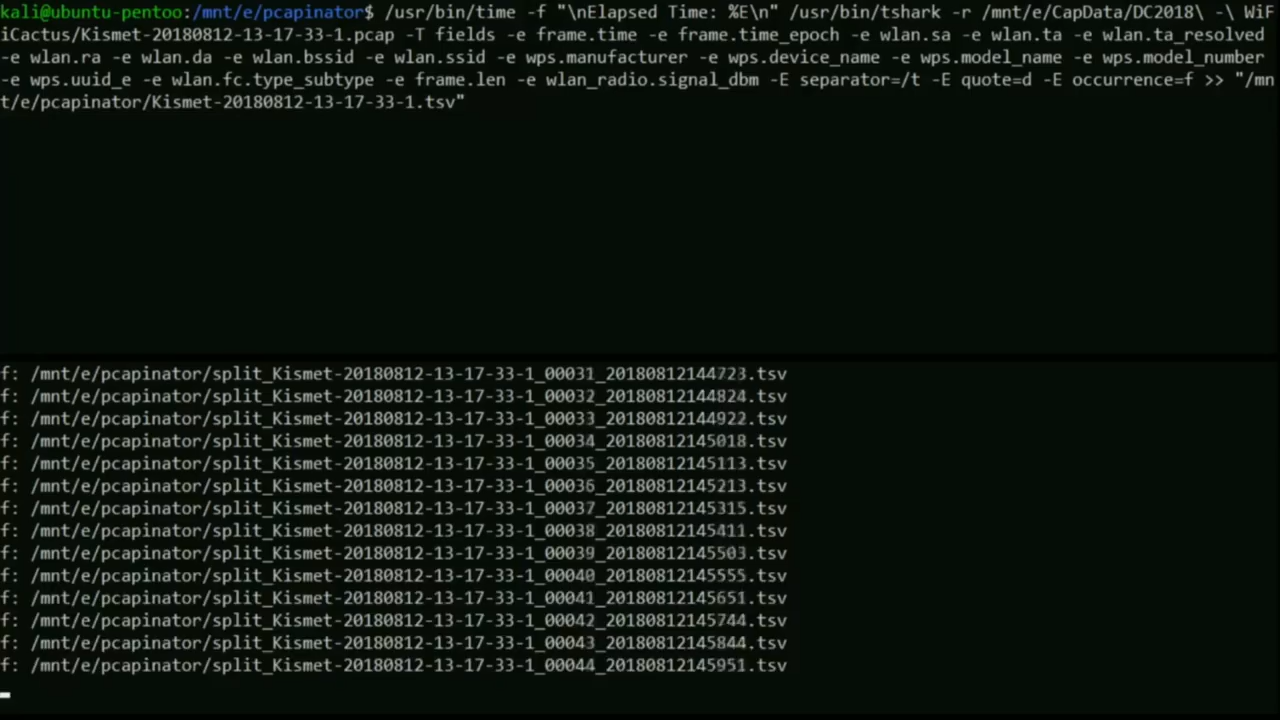 kali@ubuntu-pentoo:/mnt/e/pcapinator$ /usr/bin/time -f "\nElapsed Time: %E\n" /usr/bin/tshark -r /mnt/e/CapData/DC2018\ -\ WiF
iCactus/Kismet-20180812-13-17-33-1.pcap -T fields -e frame.time -e frame.time_epoch -e wlan.sa -e wlan.ta -e wlan.ta_resolved
-e wlan.ra -e wlan.da -e wlan.bssid -e wlan.ssid -e wps.manufacturer -e wps.device_name -e wps.model_name -e wps.model_number
-e wps.uuid_e -e wlan.fc.type_subtype -e frame.len -e wlan_radio.signal_dbm -E separator=/t -E quote=d -E occurrence=f >> "/mn
t/e/pcapinator/Kismet-20180812-13-17-33-1.tsv"
f: /mnt/e/pcapinator/split_Kismet-20180812-13-17-33-1_00031_20180812144723.tsv
f: /mnt/e/pcapinator/split_Kismet-20180812-13-17-33-1_00032_20180812144824.tsv
f: /mnt/e/pcapinator/split_Kismet-20180812-13-17-33-1_00033_20180812144922.tsv
f: /mnt/e/pcapinator/split_Kismet-20180812-13-17-33-1_00034_20180812145018.tsv
f: /mnt/e/pcapinator/split_Kismet-20180812-13-17-33-1_00035_20180812145113.tsv
f: /mnt/e/pcapinator/split_Kismet-20180812-13-17-33-1_00036_20180812145213.tsv
f: /mnt/e/pcapinator/split_Kismet-20180812-13-17-33-1_00037_20180812145315.tsv
f: /mnt/e/pcapinator/split_Kismet-20180812-13-17-33-1_00038_20180812145411.tsv
f: /mnt/e/pcapinator/split_Kismet-20180812-13-17-33-1_00039_20180812145503.tsv
f: /mnt/e/pcapinator/split_Kismet-20180812-13-17-33-1_00040_20180812145555.tsv
f: /mnt/e/pcapinator/split_Kismet-20180812-13-17-33-1_00041_20180812145651.tsv
f: /mnt/e/pcapinator/split_Kismet-20180812-13-17-33-1_00042_20180812145744.tsv
f: /mnt/e/pcapinator/split_Kismet-20180812-13-17-33-1_00043_20180812145844.tsv
f: /mnt/e/pcapinator/split_Kismet-20180812-13-17-33-1_00044_20180812145951.tsv